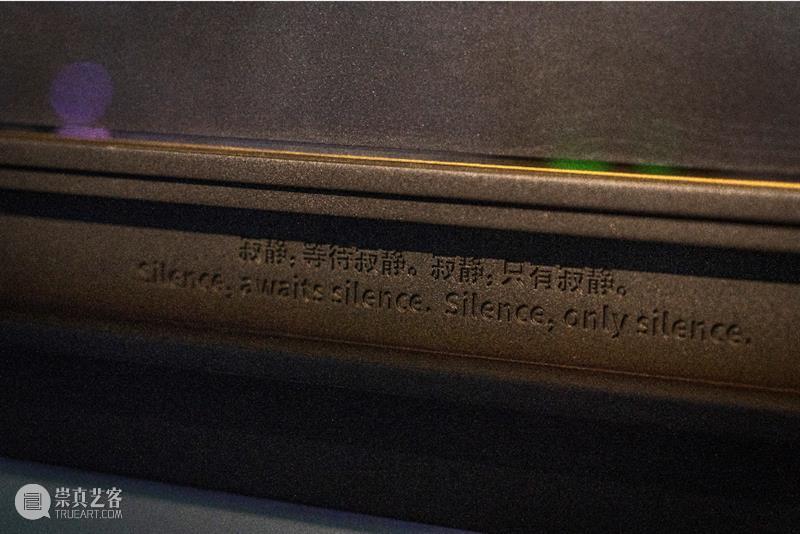 寂静,等待寂静。寂静,只有寂静。
Silence, awaits silence. Silence, only silence.
崇真艺客
TRUEART.COM